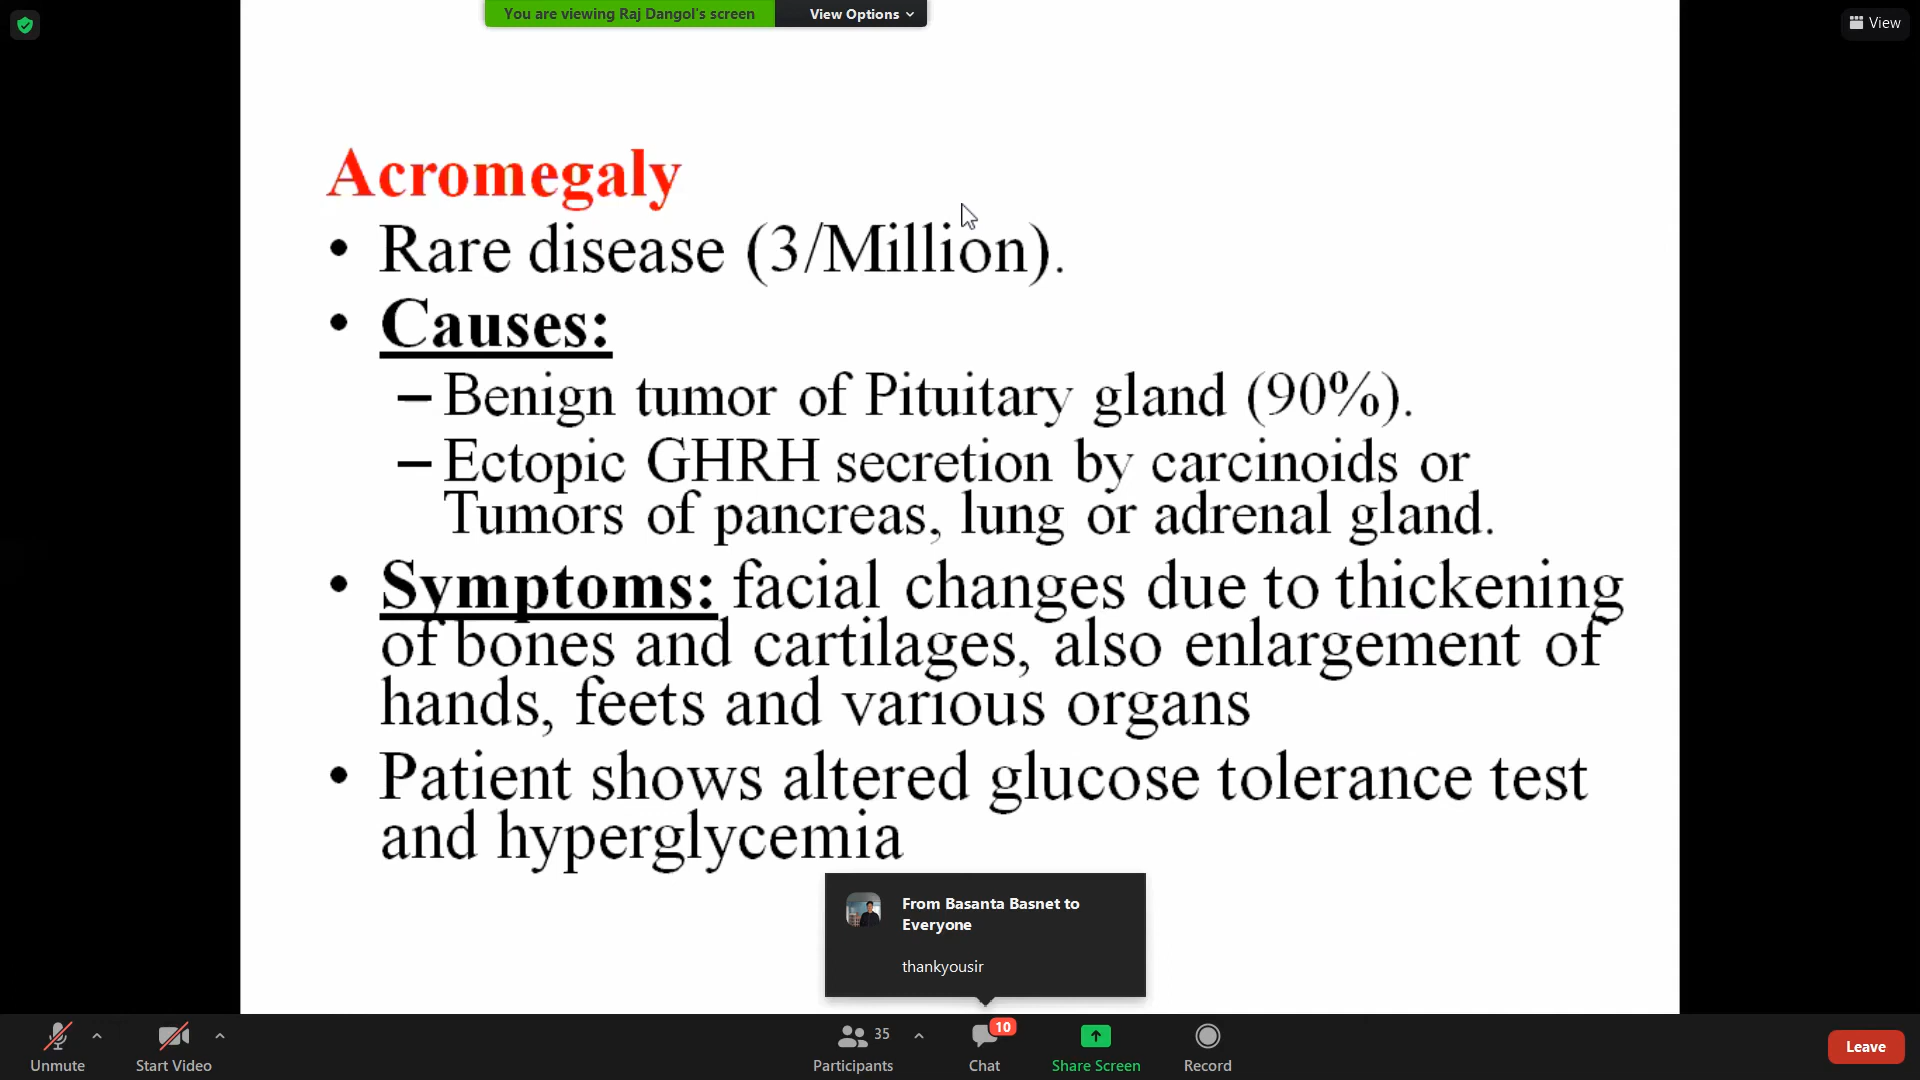 You are viewing Raj Dangol's screen
View Options
View
Acromegaly
• Rare disease (3/Million).
• Causes:
– Benign tumor of Pituitary gland (90%).
– Ectopic GHRH secretion by carcinoids or
Tumors of pancreas, lung or adrenal gland.
• Symptoms: facial changes due to thickening
of bones and cartilages, also enlargement of
hands, feets and various organs
• Patient shows altered glucose tolerance test
and hyperglycemia
From Basanta Basnet to
Everyone
thankyousir
Unmute
Start Video
35
Participants
10
Chat
Share Screen
Record
Leave